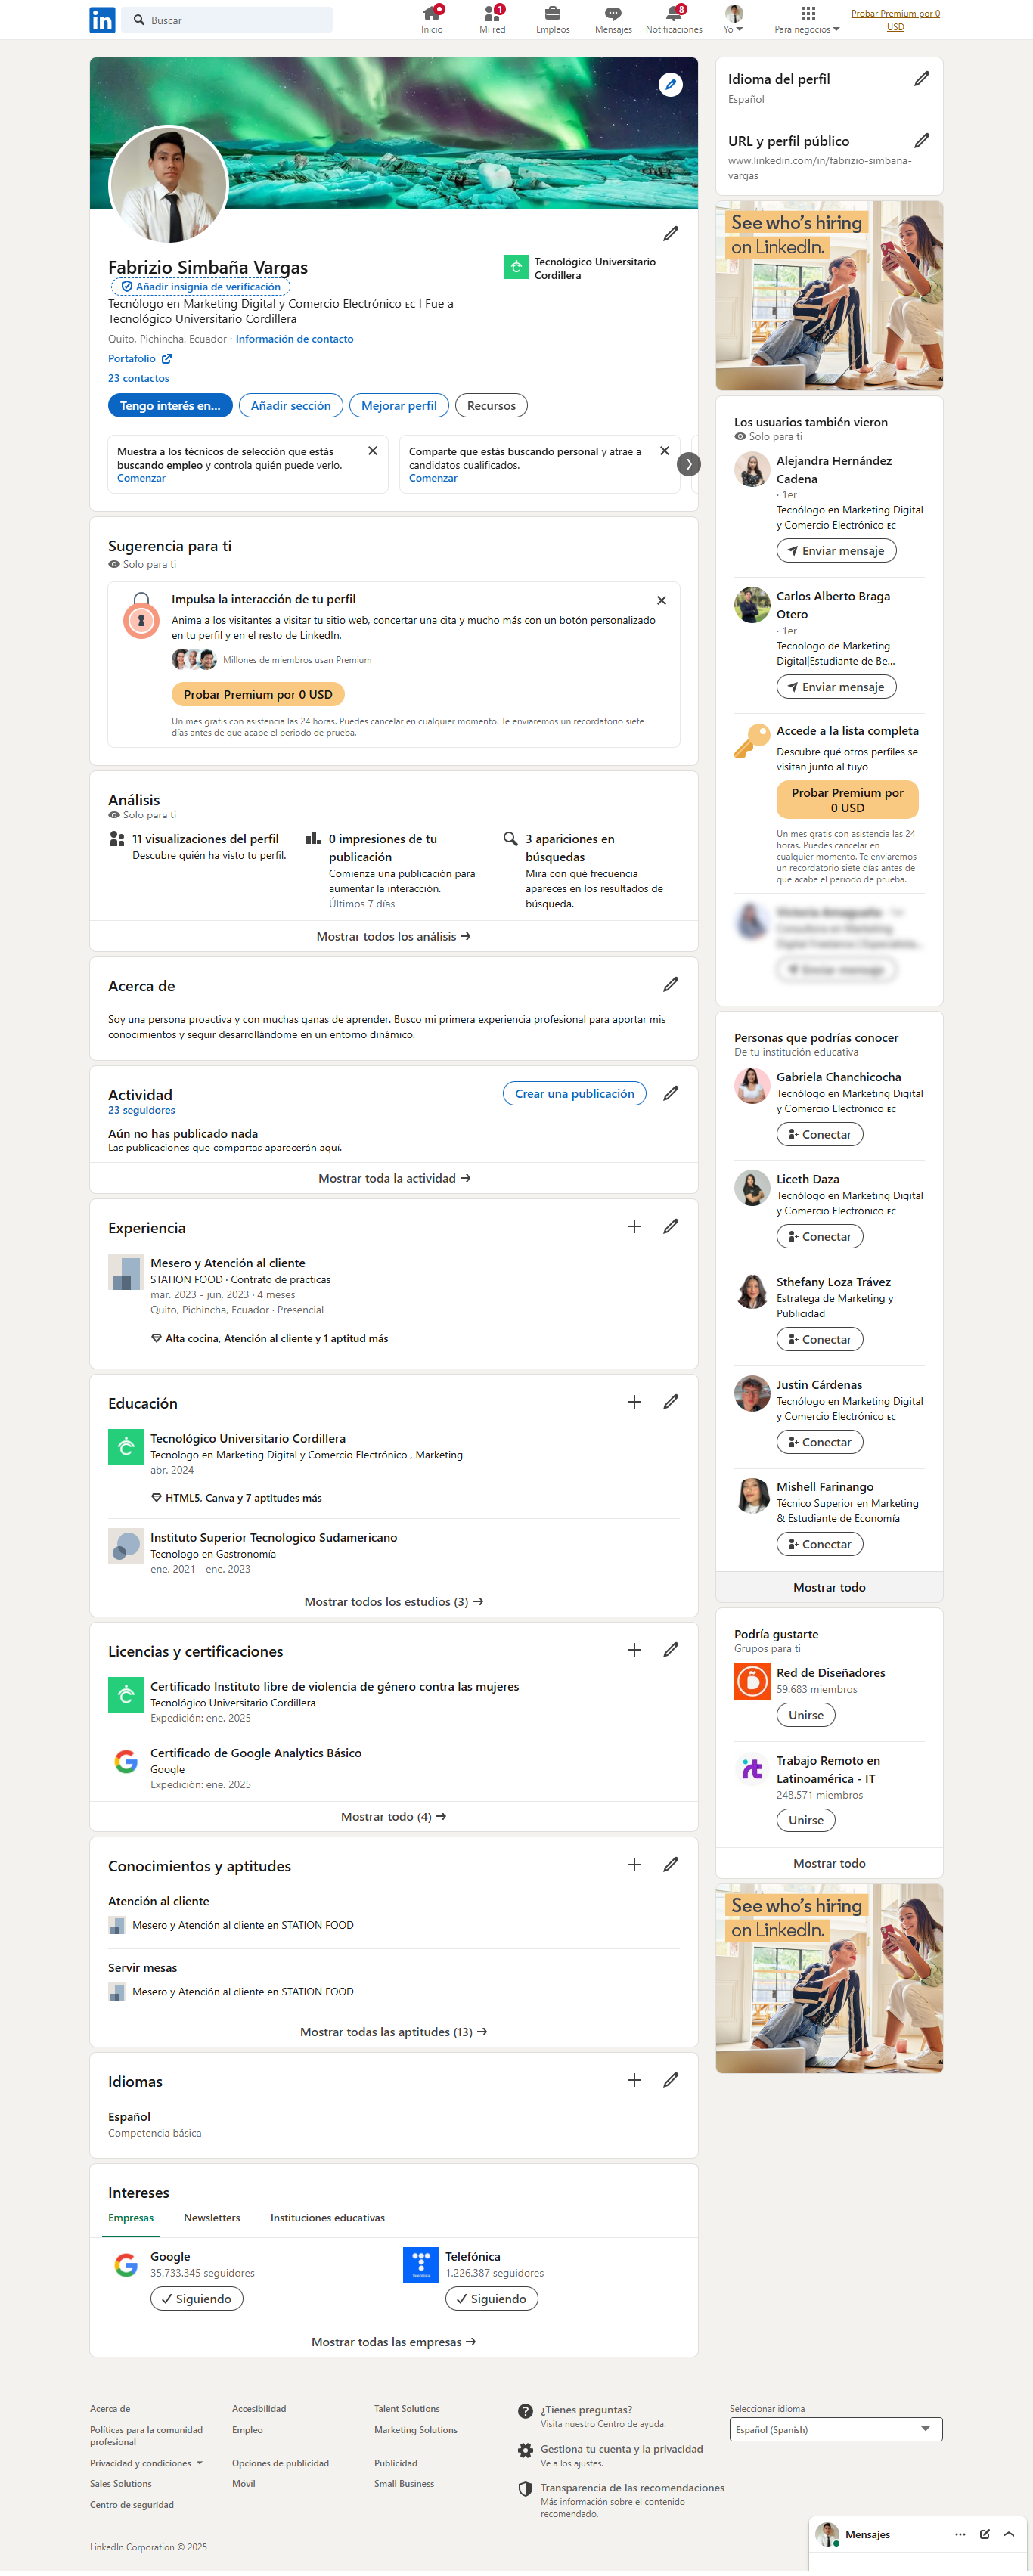 in
Buscar
Inicio
Mi red
1
Empleos
Mensajes
Notificaciones
8
Yo
Para negocios
Probar Premium por 0
USD
Fabrizio Simbaña Vargas
Añadir insignia de verificación
Tecnólogo en Marketing Digital y Comercio Electrónico ᴇᴄ l Fue a
Tecnológico Universitario Cordillera
Tecnológico Universitario
Cordillera
Quito, Pichincha, Ecuador · Información de contacto
Portafolio
23 contactos
Tengo interés en...
Añadir sección
Mejorar perfil
Recursos
Muestra a los técnicos de selección que estás
buscando empleo y controla quién puede verlo.
Comenzar
Comparte que estás buscando personal y atrae a
candidatos cualificados.
Comenzar
Sugerencia para ti
Solo para ti
Impulsa la interacción de tu perfil
Anima a los visitantes a visitar tu sitio web, concertar una cita y mucho más con un botón personalizado
en tu perfil y en el resto de LinkedIn.
Millones de miembros usan Premium
Probar Premium por 0 USD
Un mes gratis con asistencia las 24 horas. Puedes cancelar en cualquier momento. Te enviaremos un recordatorio siete
días antes de que acabe el periodo de prueba.
Análisis
Solo para ti
11 visualizaciones del perfil
Descubre quién ha visto tu perfil.
0 impresiones de tu
publicación
Comienza una publicación para
aumentar la interacción.
Últimos 7 días
3 apariciones en
búsquedas
Mira con qué frecuencia
apareces en los resultados de
búsqueda.
Mostrar todos los análisis →
Acerca de
Soy una persona proactiva y con muchas ganas de aprender. Busco mi primera experiencia profesional para aportar mis
conocimientos y seguir desarrollándome en un entorno dinámico.
Actividad
23 seguidores
Crear una publicación
Aún no has publicado nada
Las publicaciones que compartas aparecerán aquí.
Mostrar toda la actividad →
Experiencia
Mesero y Atención al cliente
STATION FOOD · Contrato de prácticas
mar. 2023 - jun. 2023 · 4 meses
Quito, Pichincha, Ecuador · Presencial
Alta cocina, Atención al cliente y 1 aptitud más
Educación
Tecnológico Universitario Cordillera
Tecnologo en Marketing Digital y Comercio Electrónico . Marketing
abr. 2024
HTML5, Canva y 7 aptitudes más
Instituto Superior Tecnologico Sudamericano
Tecnologo en Gastronomía
ene. 2021 - ene. 2023
Mostrar todos los estudios (3) →
Licencias y certificaciones
Certificado Instituto libre de violencia de género contra las mujeres
Tecnológico Universitario Cordillera
Expedición: ene. 2025
Certificado de Google Analytics Básico
Google
Expedición: ene. 2025
Mostrar todo (4) →
Conocimientos y aptitudes
Atención al cliente
Mesero y Atención al cliente en STATION FOOD
Servir mesas
Mesero y Atención al cliente en STATION FOOD
Mostrar todas las aptitudes (13) →
Idiomas
Español
Competencia básica
Intereses
Empresas
Newsletters
Instituciones educativas
Google
35.733.345 seguidores
Siguiendo
Telefónica
1.226.387 seguidores
Siguiendo
Mostrar todas las empresas →
Idioma del perfil
Español
URL y perfil público
www.linkedin.com/in/fabrizio-simbana-
vargas
See who's hiring
on LinkedIn.
Los usuarios también vieron
Solo para ti
Alejandra Hernández
Cadena
· 1er
Tecnólogo en Marketing Digital
y Comercio Electrónico ᴇᴄ
Enviar mensaje
Carlos Alberto Braga
Otero
· 1er
Tecnologo de Marketing
Digital|Estudiante de Be...
Enviar mensaje
Accede a la lista completa
Descubre qué otros perfiles se
visitan junto al tuyo
Probar Premium por
0 USD
Un mes gratis con asistencia las 24
horas. Puedes cancelar en
cualquier momento. Te enviaremos
un recordatorio siete días antes de
que acabe el periodo de prueba.
Personas que podrías conocer
De tu institución educativa
Gabriela Chanchicocha
Tecnólogo en Marketing Digital
y Comercio Electrónico ᴇᴄ
Conectar
Liceth Daza
Tecnólogo en Marketing Digital
y Comercio Electrónico ᴇᴄ
Conectar
Sthefany Loza Trávez
Estratega de Marketing y
Publicidad
Conectar
Justin Cárdenas
Tecnólogo en Marketing Digital
y Comercio Electrónico ᴇᴄ
Conectar
Mishell Farinango
Técnico Superior en Marketing
& Estudiante de Economía
Conectar
Mostrar todo
Podría gustarte
Grupos para ti
Red de Diseñadores
59.683 miembros
Unirse
Trabajo Remoto en
Latinoamérica - IT
248.571 miembros
Unirse
Mostrar todo
See who's hiring
on LinkedIn.
Acerca de
Accesibilidad
Talent Solutions
Políticas para la comunidad
profesional
Empleo
Marketing Solutions
Privacidad y condiciones
Opciones de publicidad
Publicidad
Sales Solutions
Móvil
Small Business
Centro de seguridad
¿Tienes preguntas?
Visita nuestro Centro de ayuda.
Gestiona tu cuenta y la privacidad
Ve a los ajustes.
Transparencia de las recomendaciones
Más información sobre el contenido
recomendado.
Seleccionar idioma
Español (Spanish)
LinkedIn Corporation © 2025
Mensajes